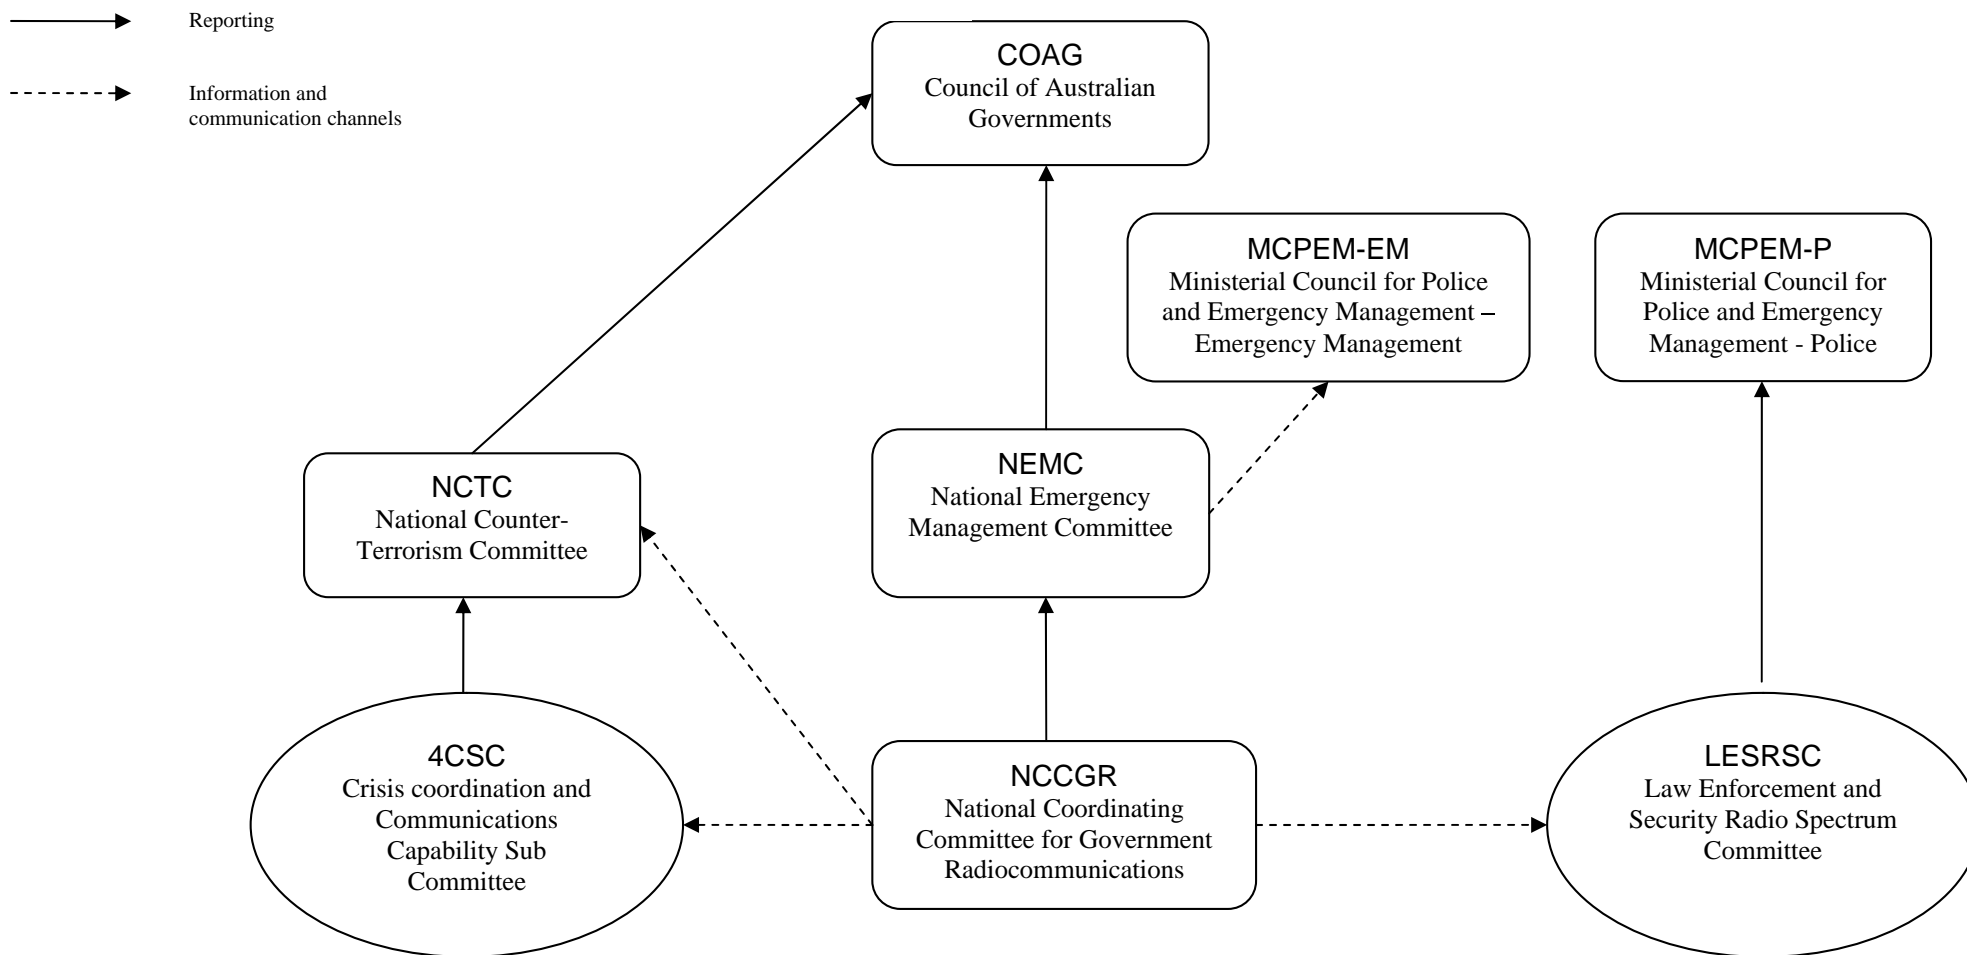 Reporting
Information and
communication channels
COAG
Council of Australian
Governments
MCPEM-EM
Ministerial Council for Police
and Emergency Management –
Emergency Management
MCPEM-P
Ministerial Council for
Police and Emergency
Management - Police
NCTC
National Counter-
Terrorism Committee
NEMC
National Emergency
Management Committee
4CSC
Crisis coordination and
Communications
Capability Sub
Committee
NCCGR
National Coordinating
Committee for Government
Radiocommunications
LESRSC
Law Enforcement and
Security Radio Spectrum
Committee